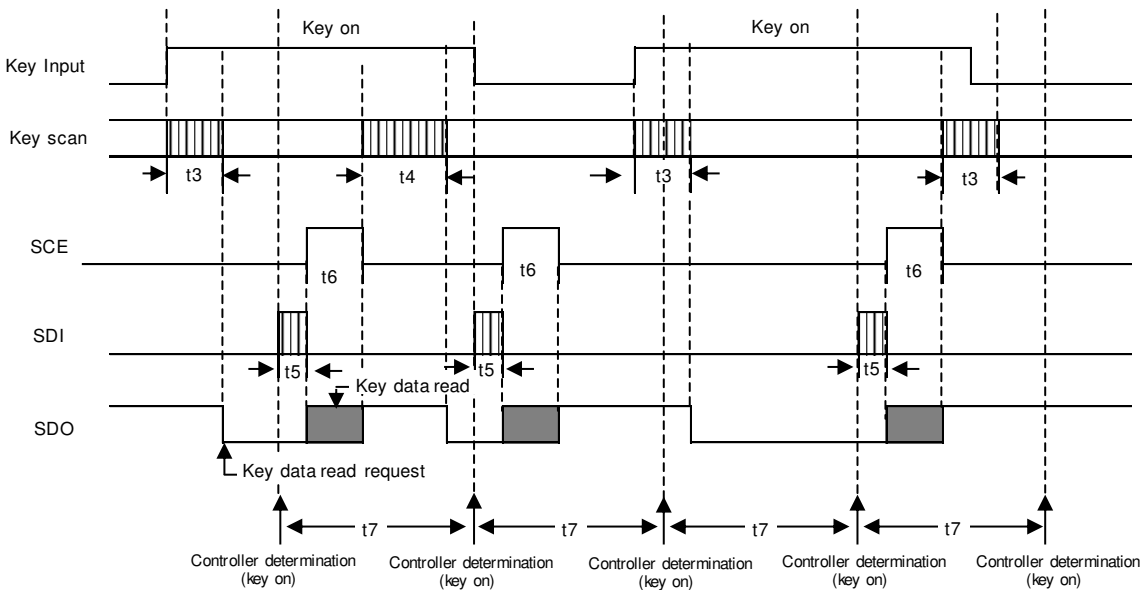 Key on
Key on
Key Input
Key scan
t3
t4
t3
t3
SCE
t6
t6
t6
SDI
t5
t5
t5
Key data read
SDO
Key data read request
t7
t7
t7
t7
Controller determination
(key on)
Controller determination
(key on)
Controller determination
(key on)
Controller determination
(key on)
Controller determination
(key on)